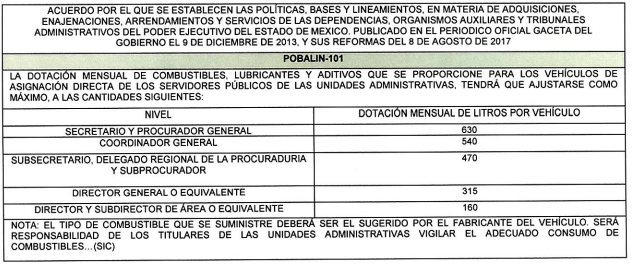 ACUERDO POR EL QUE SE ESTABLECEN LAS POLÍTICAS, BASES Y LINEAMIENTOS, EN MATERIA DE ADQUISICIONES,
ENAJENACIONES, ARRENDAMIENTOS Y SERVICIOS DE LAS DEPENDENCIAS, ORGANISMOS AUXILIARES Y TRIBUNALES
ADMINISTRATIVOS DEL PODER EJECUTIVO DEL ESTADO DE MEXICO. PUBLICADO EN EL PERIODICO OFICIAL GACETA DEL
GOBIERNO EL 9 DE DICIEMBRE DE 2013, Y SUS REFORMAS DEL 8 DE AGOSTO DE 2017
POBALIN-101
LA DOTACIÓN MENSUAL DE COMBUSTIBLES, LUBRICANTES Y ADITIVOS QUE SE PROPORCIONE PARA LOS VEHÍCULOS DE
ASIGNACIÓN DIRECTA DE LOS SERVIDORES PÚBLICOS DE LAS UNIDADES ADMINISTRATIVAS, TENDRÁ QUE AJUSTARSE COMO
MÁXIMO, A LAS CANTIDADES SIGUIENTES:
NIVEL DOTACIÓN MENSUAL DE LITROS POR VEHÍCULO
SECRETARIO Y PROCURADOR GENERAL 630
COORDINADOR GENERAL 540
SUBSECRETARIO, DELEGADO REGIONAL DE LA PROCURADURIA 470
Y SUBPROCURADOR
DIRECTOR GENERAL O EQUIVALENTE 315
DIRECTOR Y SUBDIRECTOR DE ÁREA O EQUIVALENTE 160
NOTA: EL TIPO DE COMBUSTIBLE QUE SE SUMINISTRE DEBERÁ SER EL SUGERIDO POR EL FABRICANTE DEL VEHÍCULO. SERÁ
RESPONSABILIDAD DE LOS TITULARES DE LAS UNIDADES ADMINISTRATIVAS VIGILAR EL ADECUADO CONSUMO DE
COMBUSTIBLES...(SIC)